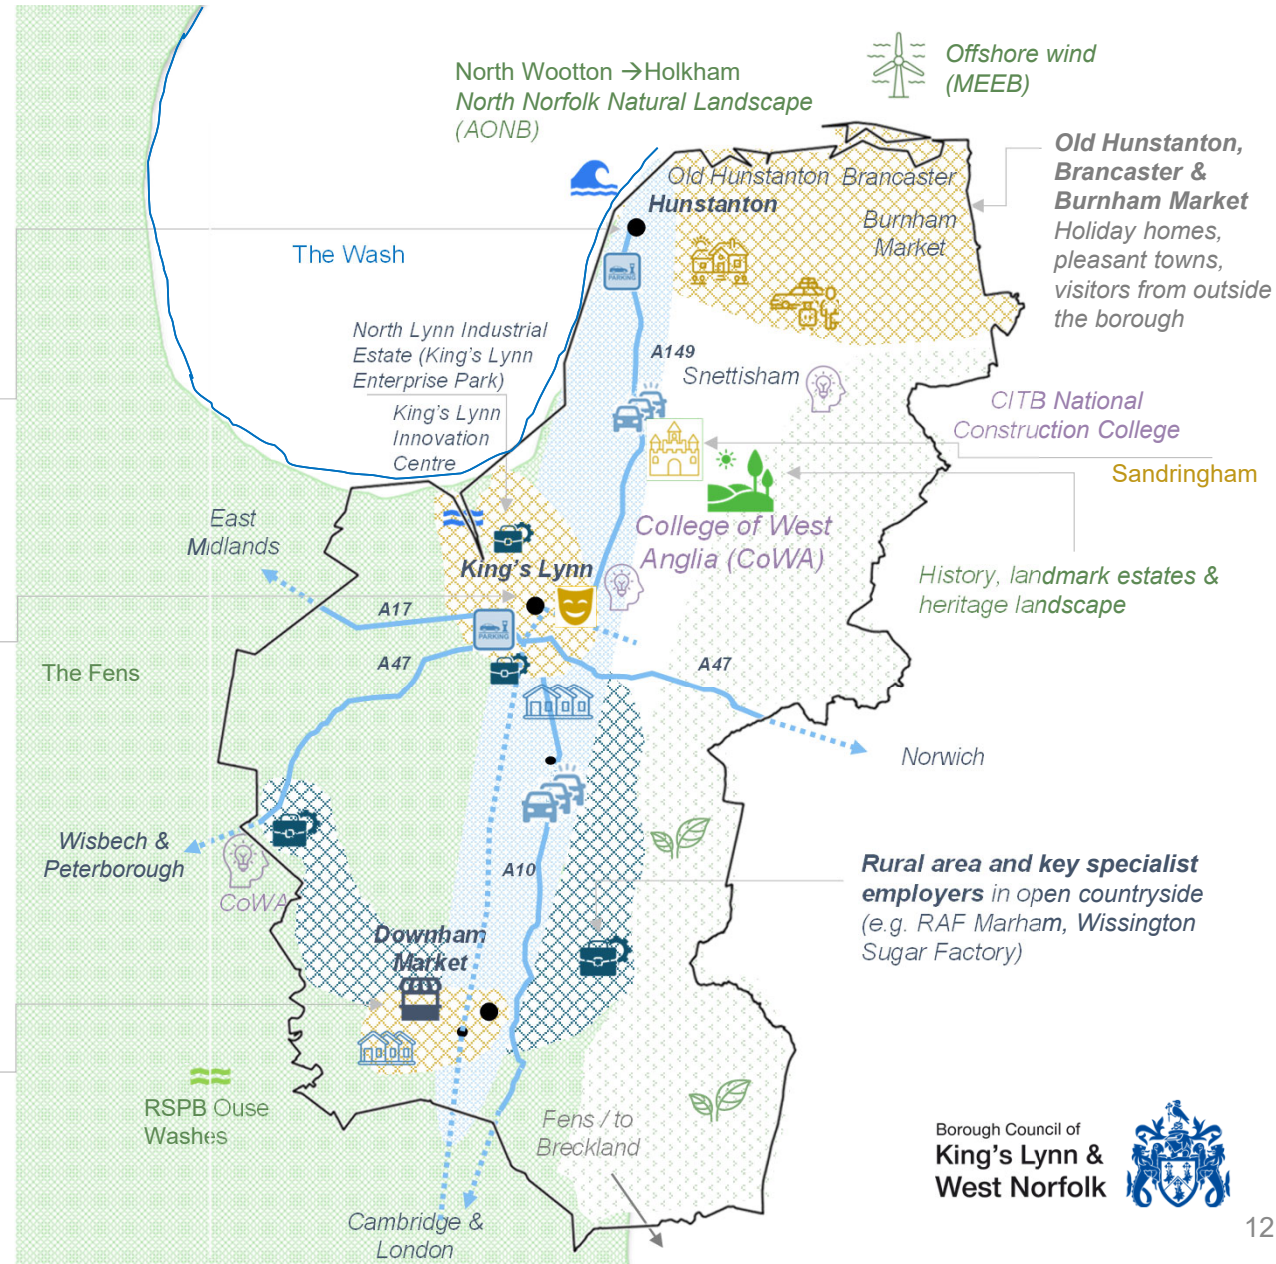 North Wootton →Holkham
North Norfolk Natural Landscape
(AONB)
Offshore wind
(MEEB)
Old Hunstanton,
Brancaster &
Burnham Market
Holiday homes,
pleasant towns,
visitors from outside
the borough
Old Hunstanton
Brancaster
Hunstanton
Burnham
Market
The Wash
PARKING
North Lynn Industrial
Estate (King's Lynn
Enterprise Park)
King's Lynn
Innovation
Centre
A149
Snettisham
CITB National
Construction College
Sandringham
East
Midlands
College of West
Anglia (CoWA)
King's Lynn
History, landmark estates &
heritage landscape
A17
PARKING
A47
A47
The Fens
Norwich
Wisbech &
Peterborough
CoWA
A10
Rural area and key specialist
employers in open countryside
(e.g. RAF Marham, Wissington
Sugar Factory)
Downham
Market
RSPB Ouse
Washes
Fens / to
Breckland
Cambridge &
London
Borough Council of
King's Lynn &
West Norfolk
12